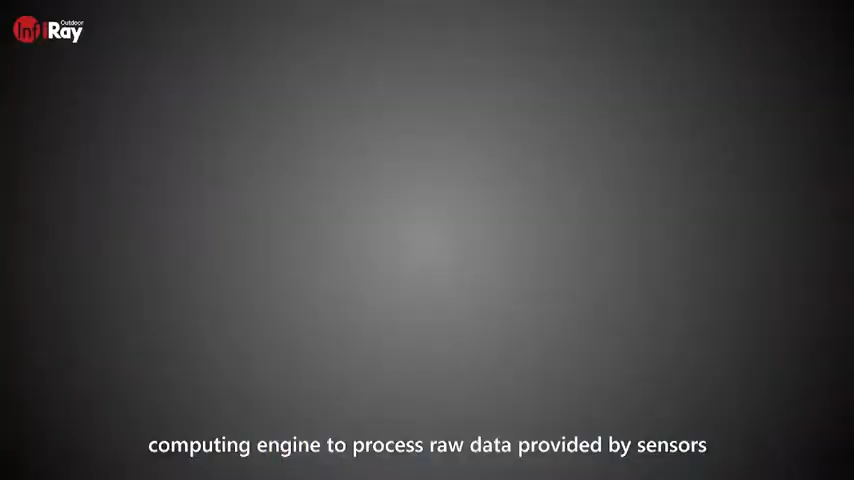 Outdoor
InfiRay
computing engine to process raw data provided by sensors